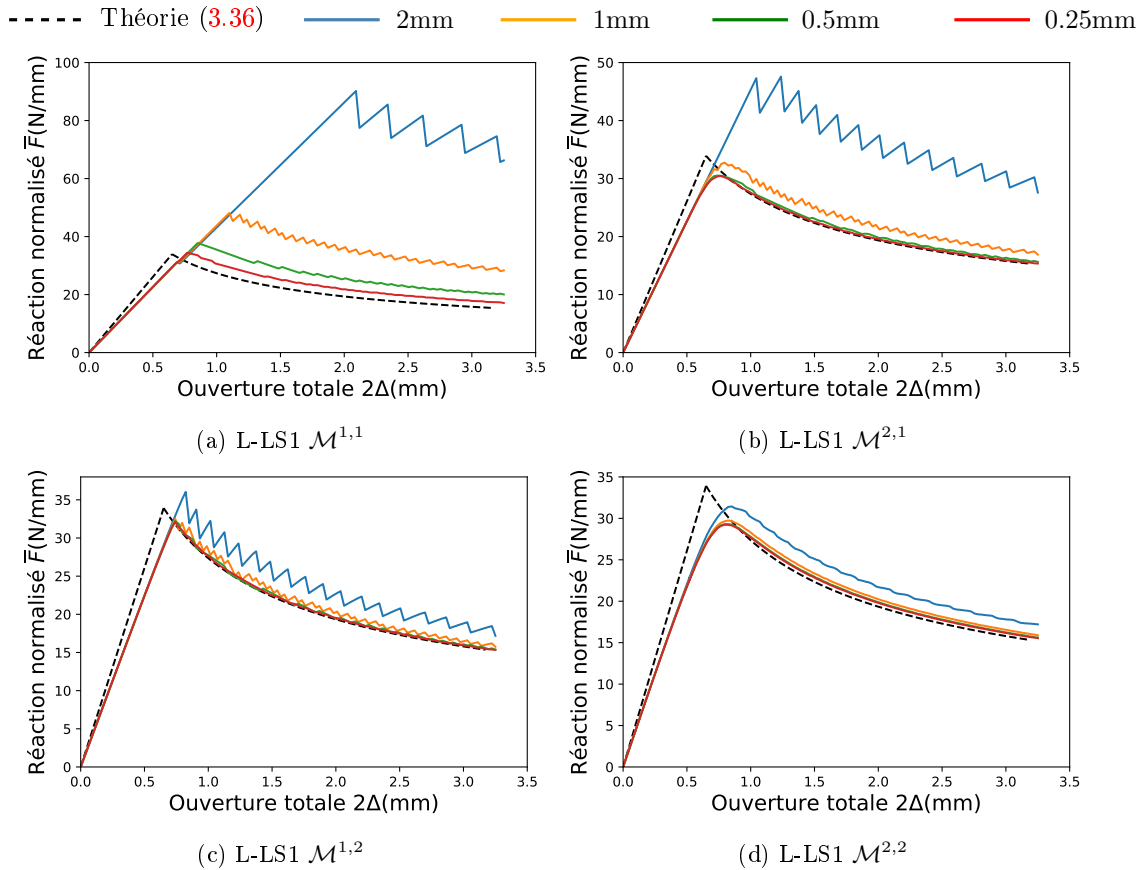 Théorie (3.36) 2mm 1mm 0.5mm 0.25mm
100
80
60
40
20
0
0.0 0.5 1.0 1.5 2.0 2.5 3.0 3.5
Réaction normalisé F̅(N/mm)
Ouverture totale 2Δ(mm)
(a) L-LS1 ℳ^{1,1}
50
40
30
20
10
0
0.0 0.5 1.0 1.5 2.0 2.5 3.0 3.5
Réaction normalisé F̅(N/mm)
Ouverture totale 2Δ(mm)
(b) L-LS1 ℳ^{2,1}
35
30
25
20
15
10
5
0
0.0 0.5 1.0 1.5 2.0 2.5 3.0 3.5
Réaction normalisé F̅(N/mm)
Ouverture totale 2Δ(mm)
(c) L-LS1 ℳ^{1,2}
35
30
25
20
15
10
5
0
0.0 0.5 1.0 1.5 2.0 2.5 3.0 3.5
Réaction normalisé F̅(N/mm)
Ouverture totale 2Δ(mm)
(d) L-LS1 ℳ^{2,2}